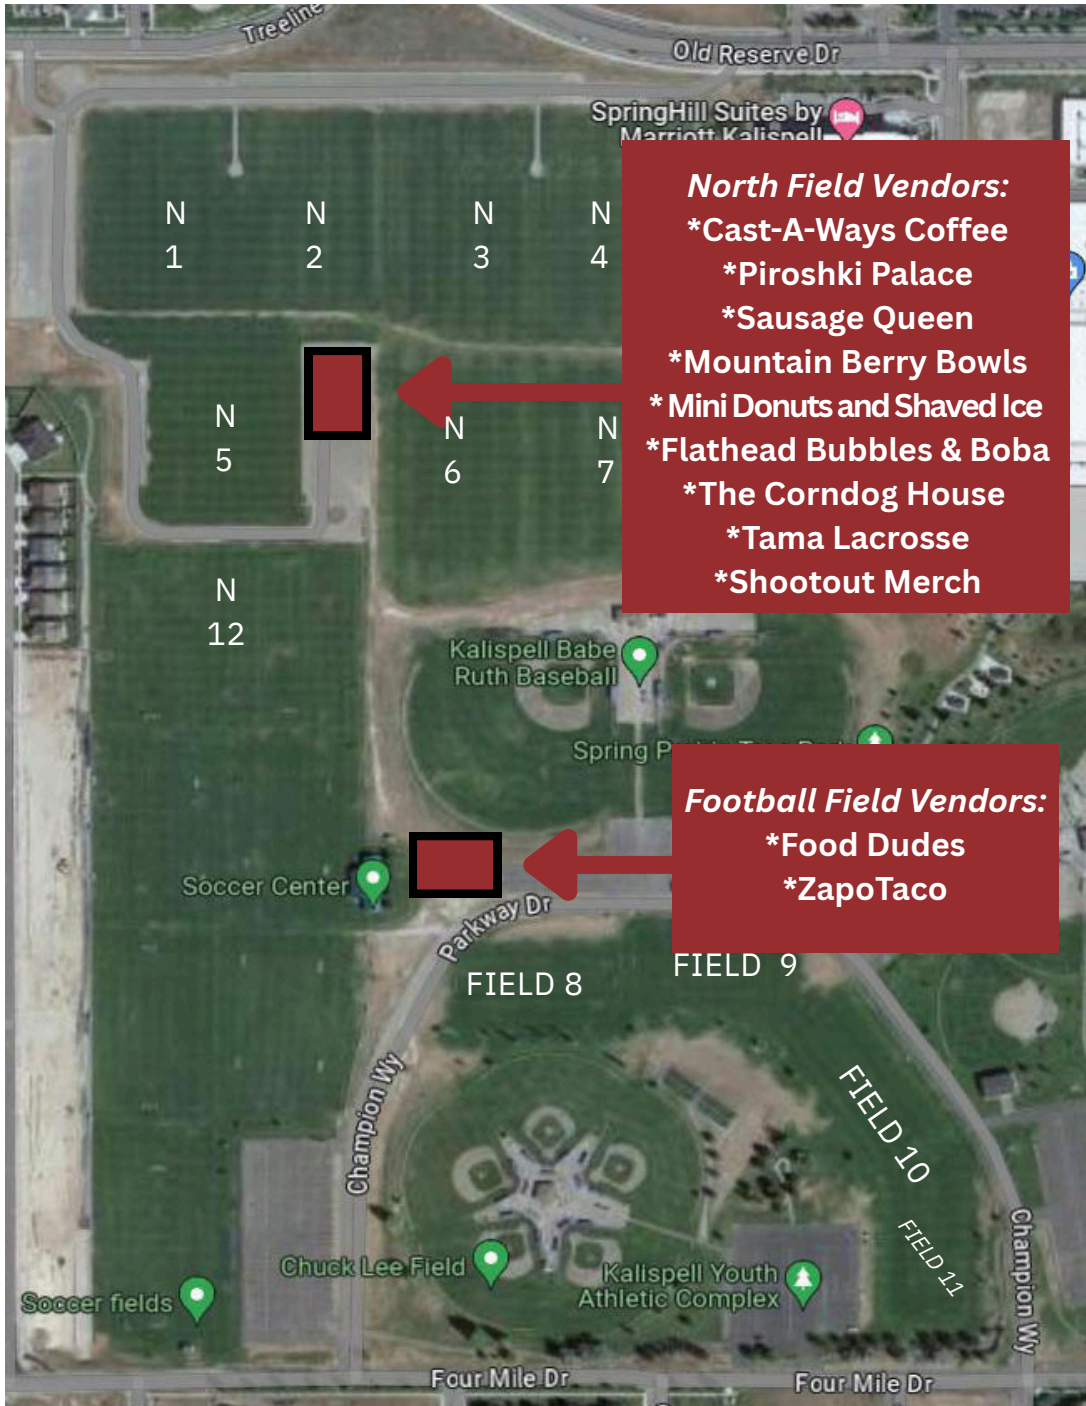 Treeline
Old Reserve Dr
SpringHill Suites by
Marriott Kalispell
North Field Vendors:
*Cast-A-Ways Coffee
*Piroshki Palace
*Sausage Queen
*Mountain Berry Bowls
* Mini Donuts and Shaved Ice
*Flathead Bubbles & Boba
*The Corndog House
*Tama Lacrosse
*Shootout Merch
N
1
N
2
N
3
N
4
N
5
N
6
N
7
N
12
Kalispell Babe
Ruth Baseball
Spring
Football Field Vendors:
*Food Dudes
*ZapoTaco
Soccer Center
Parkway Dr
FIELD 8
FIELD 9
FIELD 10
FIELD 11
Champion Wy
Champion Wy
Chuck Lee Field
Kalispell Youth
Athletic Complex
Soccer fields
Four Mile Dr
Four Mile Dr